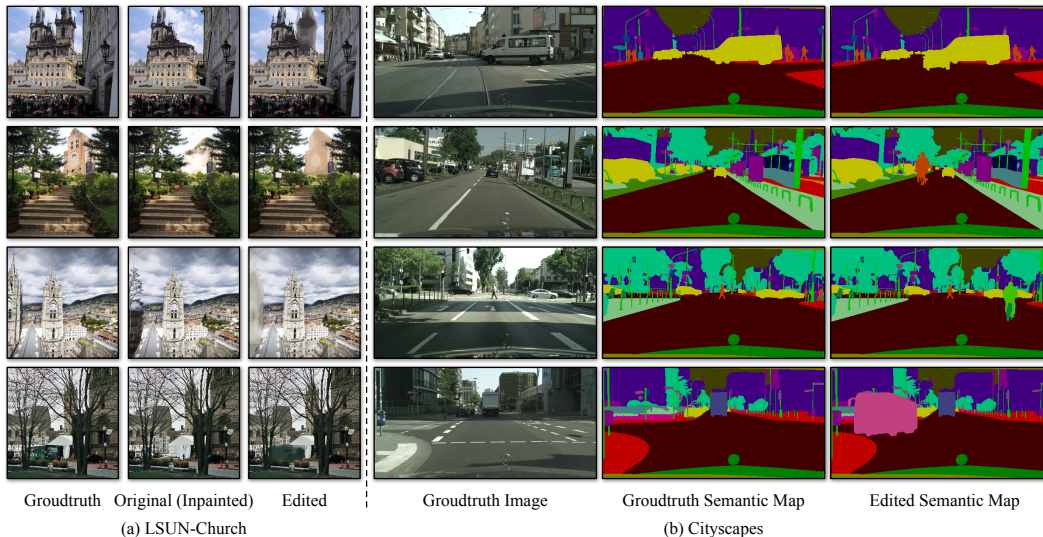 Groudtruth Original (Inpainted) Edited Groudtruth Image Groudtruth Semantic Map Edited Semantic Map
(a) LSUN-Church (b) Cityscapes